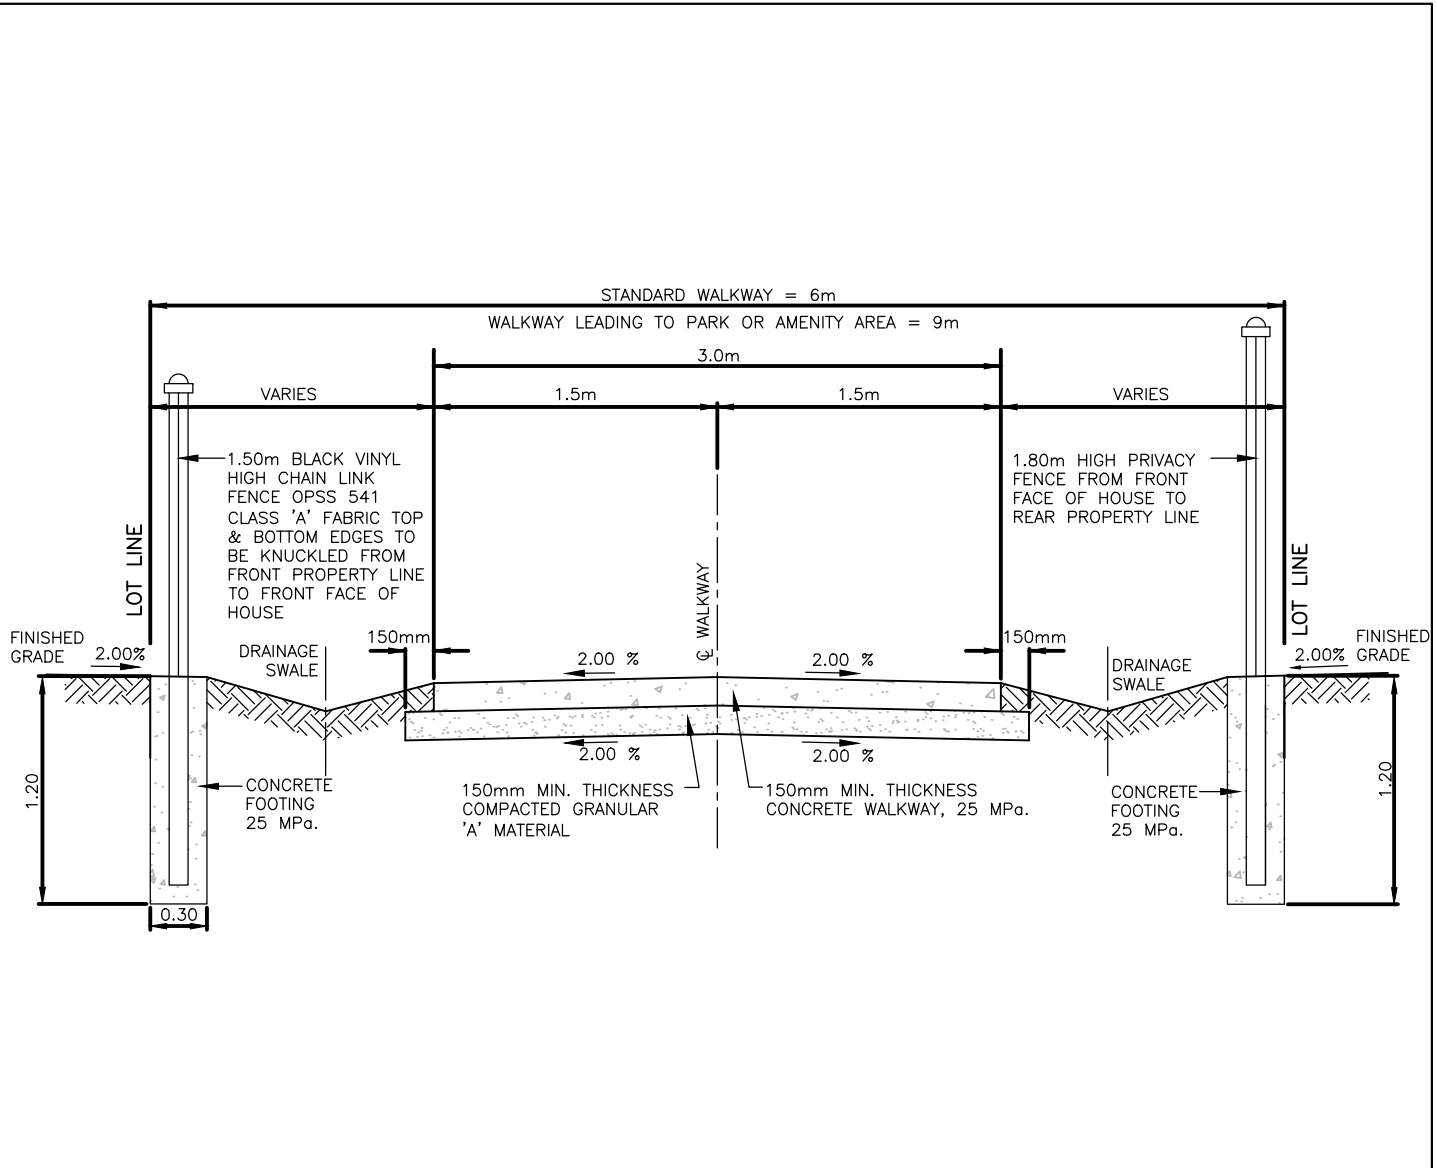 STANDARD WALKWAY = 6m
WALKWAY LEADING TO PARK OR AMENITY AREA = 9m
3.0m
VARIES
1.5m
1.5m
VARIES
1.50m BLACK VINYL
HIGH CHAIN LINK
FENCE OPSS 541
CLASS 'A' FABRIC TOP
& BOTTOM EDGES TO
BE KNUCKLED FROM
FRONT PROPERTY LINE
TO FRONT FACE OF
HOUSE
1.80m HIGH PRIVACY
FENCE FROM FRONT
FACE OF HOUSE TO
REAR PROPERTY LINE
LOT LINE
℄ WALKWAY
LOT LINE
FINISHED
GRADE
2.00%
DRAINAGE
SWALE
150mm
2.00 %
2.00 %
150mm
DRAINAGE
SWALE
2.00%
FINISHED
GRADE
2.00 %
2.00 %
1.20
CONCRETE
FOOTING
25 MPa.
150mm MIN. THICKNESS
COMPACTED GRANULAR
'A' MATERIAL
150mm MIN. THICKNESS
CONCRETE WALKWAY, 25 MPa.
CONCRETE
FOOTING
25 MPa.
1.20
0.30